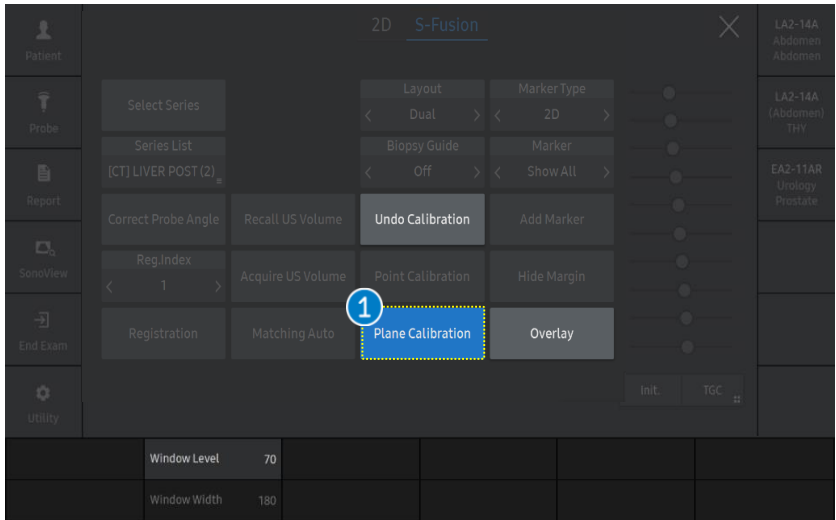 2D S-Fusion
Patient
Probe
Report
SonoView
End Exam
Utility
Select Series
Layout
Dual
Marker Type
2D
Series List
[CT] LIVER POST (2)
Biopsy Guide
Off
Marker
Show All
Correct Probe Angle
Recall US Volume
Undo Calibration
Add Marker
Reg.Index
1
Acquire US Volume
Point Calibration
Hide Margin
1
Registration
Matching Auto
Plane Calibration
Overlay
Init.
TGC
LA2-14A
Abdomen
Abdomen
LA2-14A
(Abdomen)
THY
EA2-11AR
Urology
Prostate
Window Level 70
Window Width 180